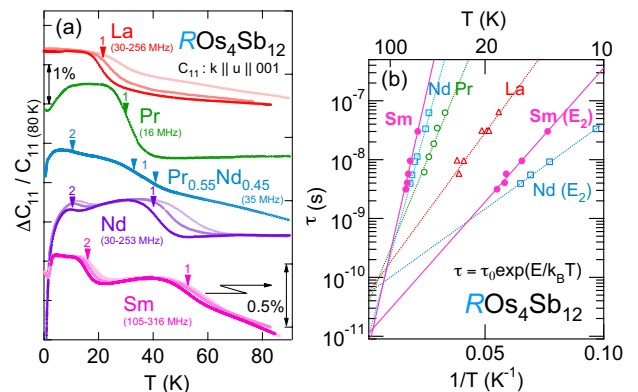 (a)
La
(30-256 MHz)
1
ROs4Sb12
C11 : k || u || 001
1%
Pr
(16 MHz)
1
2
Pr0.55Nd0.45
(35 MHz)
1
2
Nd
(30-253 MHz)
1
2
Sm
(105-316 MHz)
1
0.5%
ΔC11 / C11 (80 K)
0 20 40 60 80
T (K)
T (K)
100 20 10
(b)
Nd Pr
La
Sm
Sm (E2)
Nd (E2)
10-7
10-8
10-9
10-10
10-11
τ (s)
τ = τ0exp(E/kBT)
ROs4Sb12
0.05 0.10
1/T (K-1)